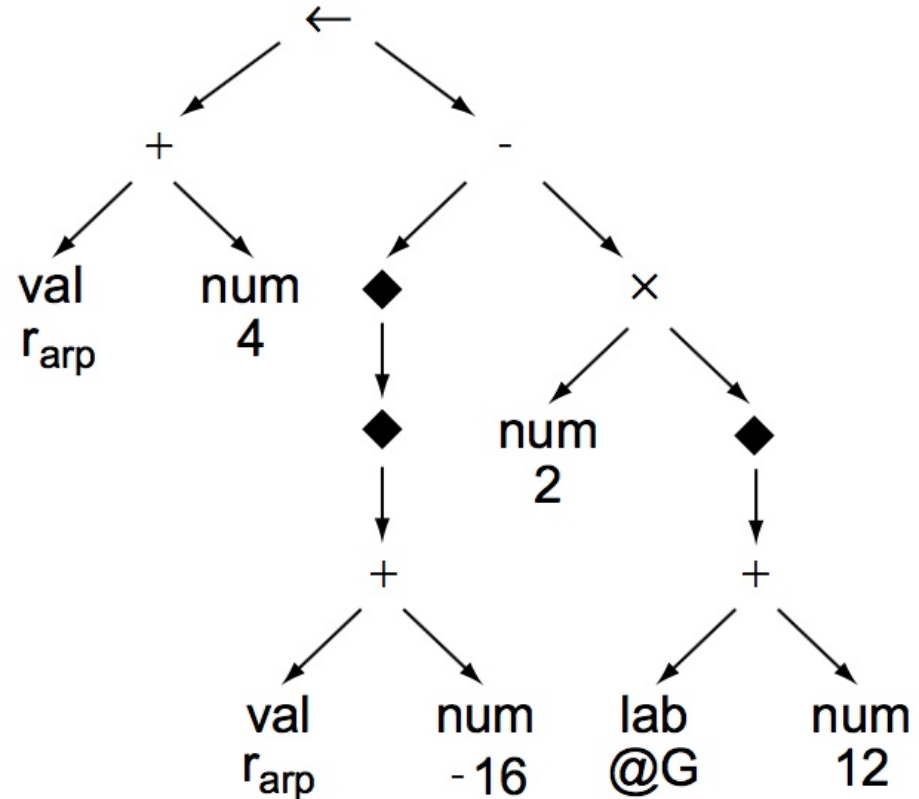 ←
+ -
val num ◆ ×
r_arp 4
◆ num ◆
2
+ +
val num lab num
r_arp -16 @G 12